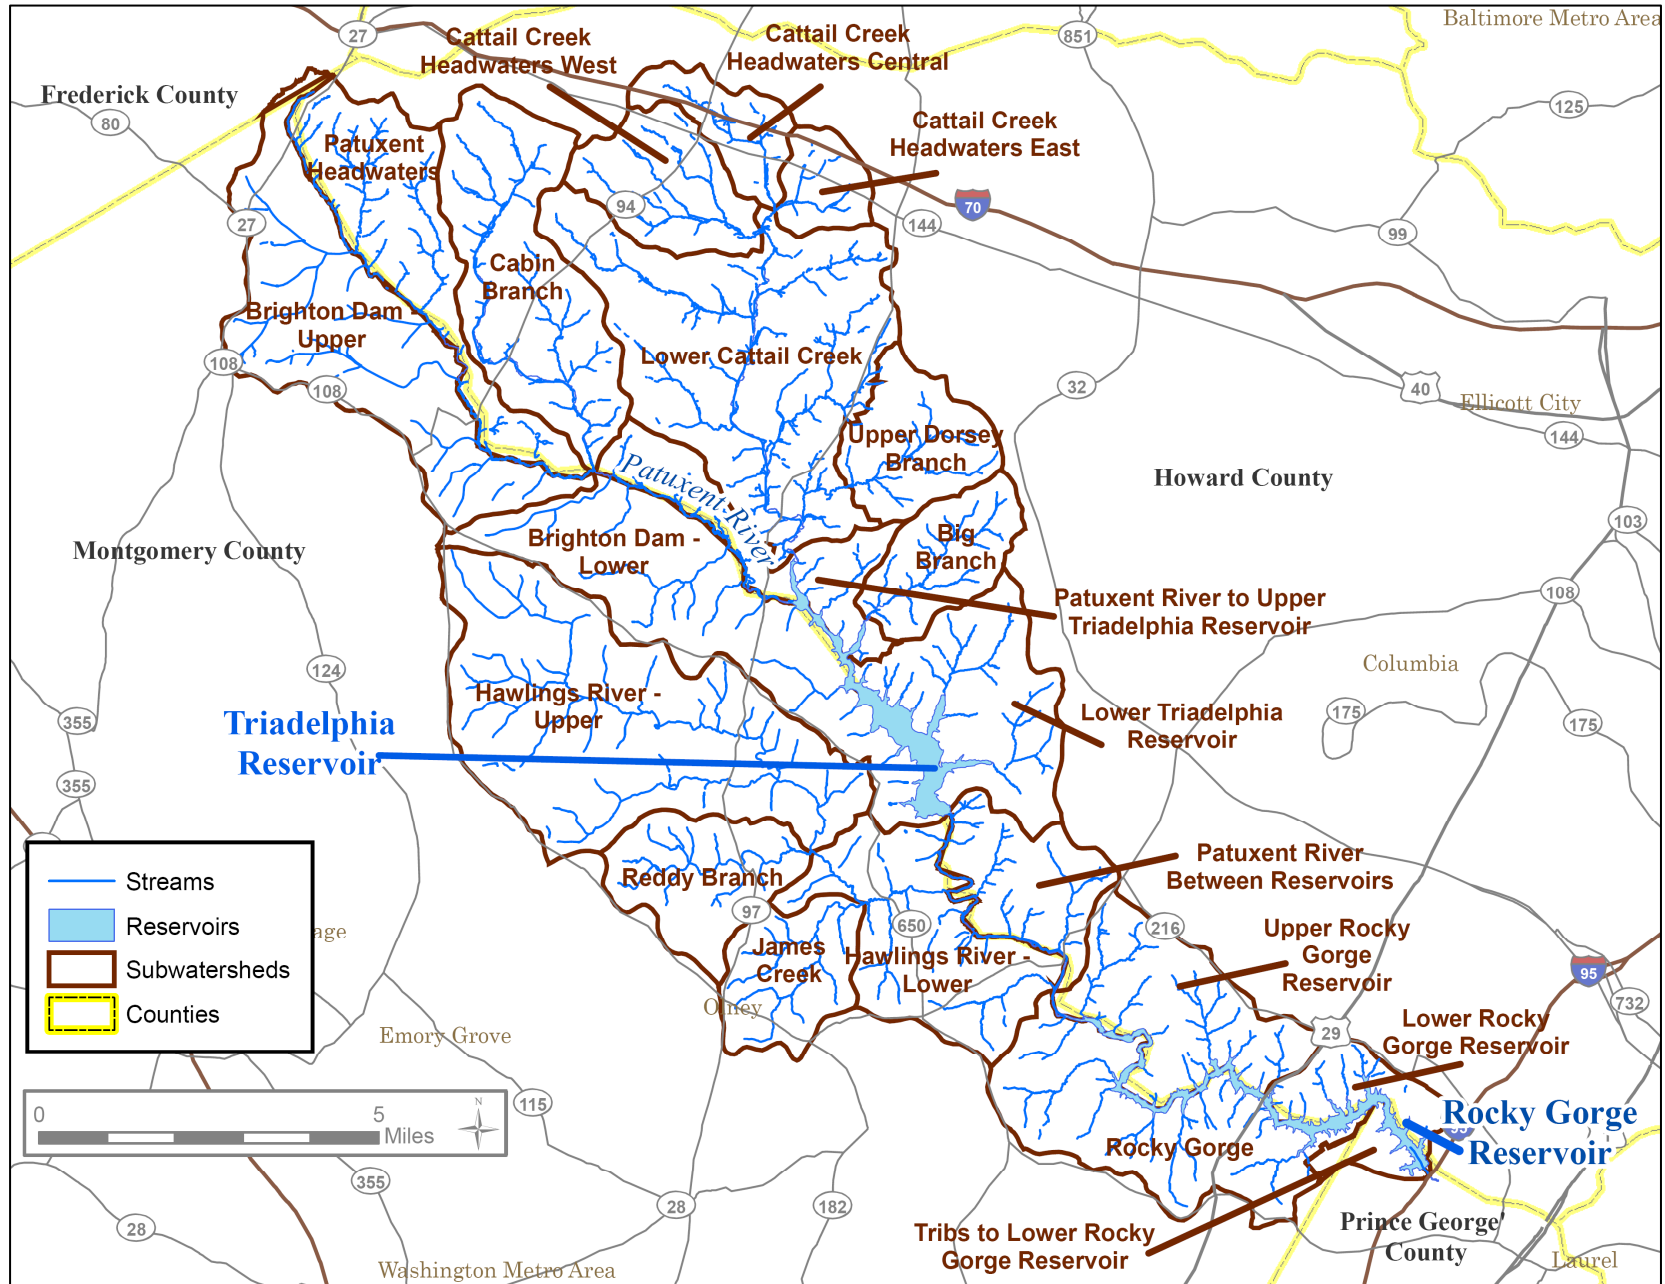 Baltimore Metro Area
27
Cattail Creek
Headwaters West
Cattail Creek
Headwaters Central
851
Frederick County
80
125
Cattail Creek
Headwaters East
Patuxent
Headwaters
94
70
144
27
99
Cabin
Branch
Brighton Dam -
Upper
Lower Cattail Creek
108
108
32
40
Ellicott City
144
Upper Dorsey
Branch
Patuxent River
Howard County
103
Montgomery County
Brighton Dam -
Lower
Big
Branch
108
Patuxent River to Upper
Triadelphia Reservoir
124
Columbia
Hawlings River -
Upper
355
Triadelphia
Reservoir
Lower Triadelphia
Reservoir
175
175
355
Streams
Reservoirs
Subwatersheds
Counties
age
Reddy Branch
Patuxent River
Between Reservoirs
97
650
216
James
Creek
Hawlings River -
Lower
Upper Rocky
Gorge
Reservoir
95
732
Olney
Emory Grove
29
Lower Rocky
Gorge Reservoir
0
5
Miles
N
115
Rocky Gorge
Reservoir
95
Rocky Gorge
355
28
28
182
Tribs to Lower Rocky
Gorge Reservoir
Prince George'
County
Washington Metro Area
Laurel